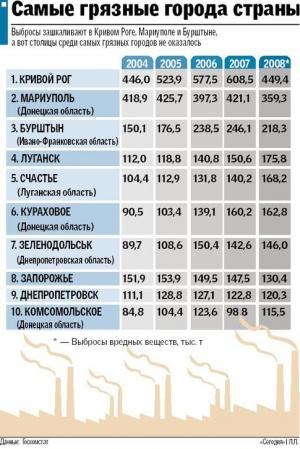 Самые грязные города страны
Выбросы зашкаливают в Кривом Роге, Мариуполе и Бурштыне,
а вот столицы среди самых грязных городов не оказалось
2004 2005 2006 2007 2008*
1. КРИВОЙ РОГ 446,0 523,9 577,5 608,5 449,4
2. МАРИУПОЛЬ 418,9 425,7 397,3 421,1 359,3
(Донецкая область)
3. БУРШТЫН 150,1 176,5 238,5 246,1 218,3
(Ивано-Франковская область)
4. ЛУГАНСК 112,0 118,8 140,8 150,6 175,8
5. СЧАСТЬЕ 104,4 112,9 131,8 140,2 168,2
(Луганская область)
6. КУРАХОВОЕ 90,5 103,4 139,1 160,2 162,8
(Донецкая область)
7. ЗЕЛЕНОДОЛЬСК 89,7 108,6 150,4 142,6 146,0
(Днепропетровская область)
8. ЗАПОРОЖЬЕ 151,9 153,9 149,5 147,5 130,4
9. ДНЕПРОПЕТРОВСК 111,1 128,8 127,1 122,8 120,3
10. КОМСОМОЛЬСКОЕ 84,8 104,4 123,6 98.8 115,5
(Донецкая область)
* — Выбросы вредных веществ, тыс. т
Данные: Госкомстат
«Сегодня» | П.П.